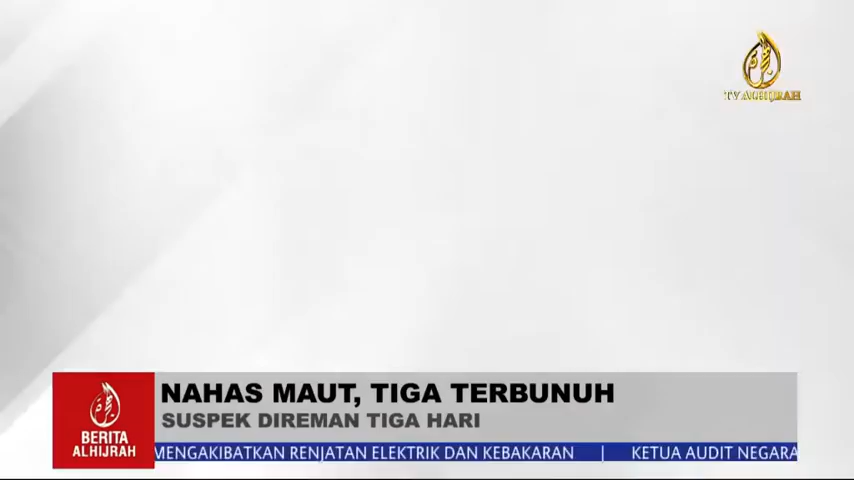 TV ALHIJRAH
NAHAS MAUT, TIGA TERBUNUH
SUSPEK DIREMAN TIGA HARI
BERITA
ALHIJRAH
MENGAKIBATKAN RENJATAN ELEKTRIK DAN KEBAKARAN | KETUA AUDIT NEGARA